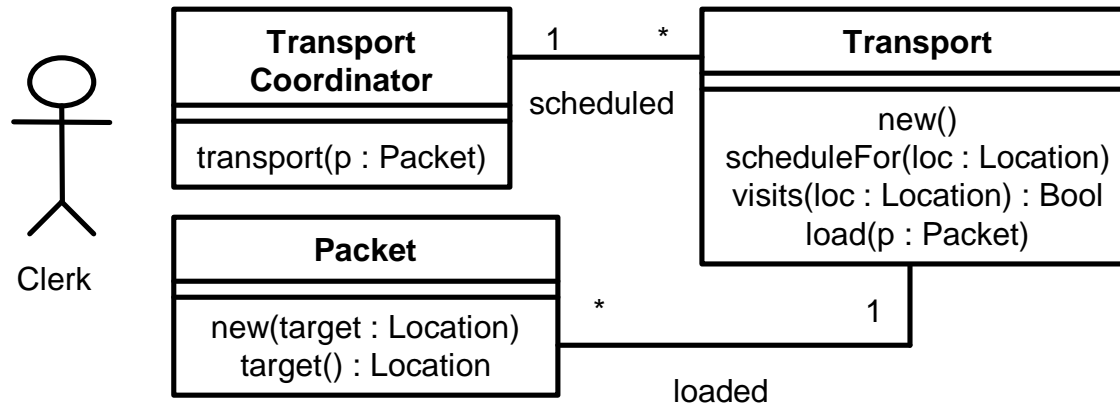 Transport
Coordinator
transport(p : Packet)
1
*
scheduled
Transport
new()
scheduleFor(loc : Location)
visits(loc : Location) : Bool
load(p : Packet)
Clerk
Packet
new(target : Location)
target() : Location
*
1
loaded